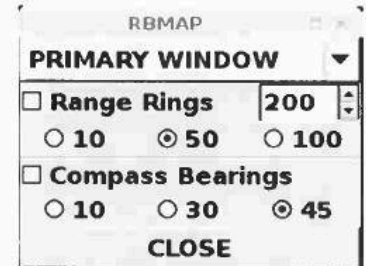 RBMAP
PRIMARY WINDOW
Range Rings 200
10 50 100
Compass Bearings
10 30 45
CLOSE